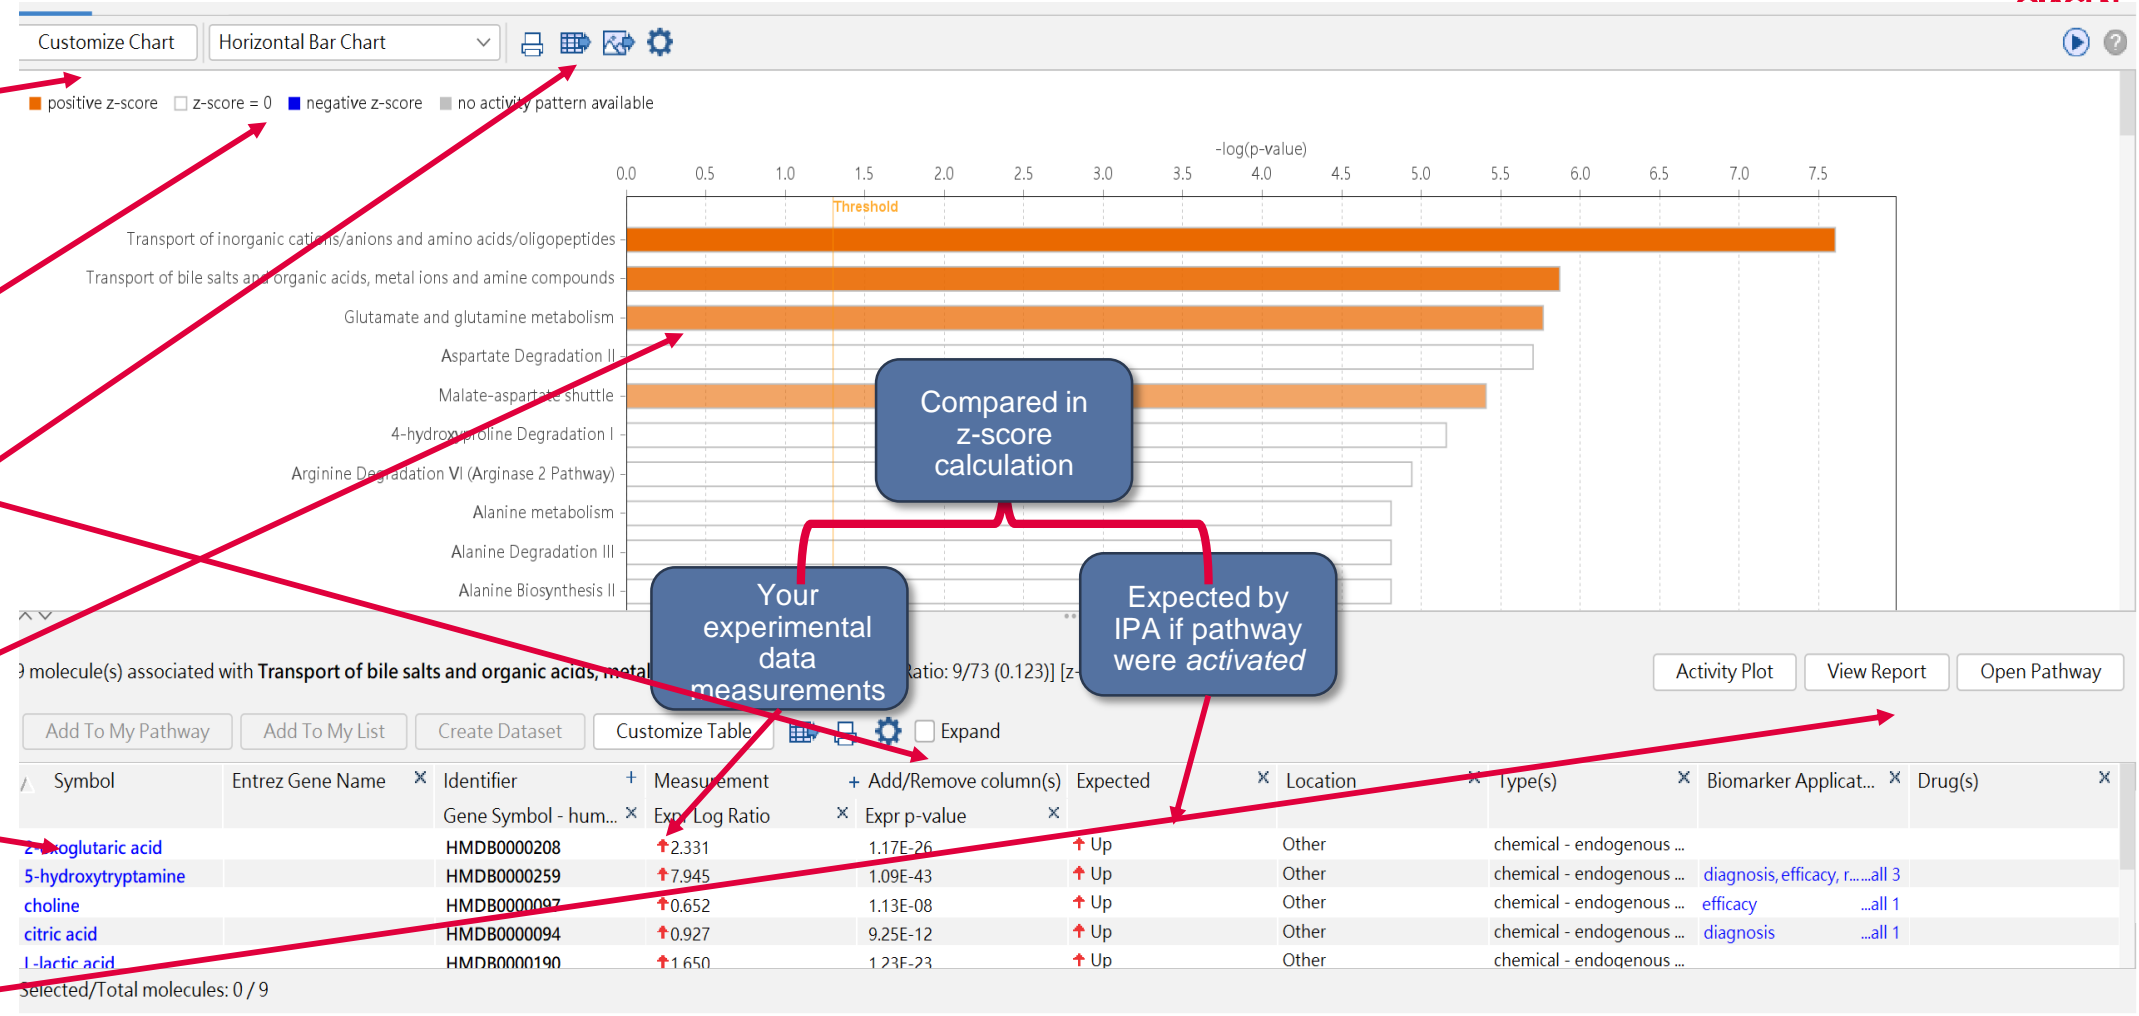 Customize Chart
Horizontal Bar Chart
positive z-score z-score = 0 negative z-score no activity pattern available
-log(p-value)
0.0 0.5 1.0 1.5 2.0 2.5 3.0 3.5 4.0 4.5 5.0 5.5 6.0 6.5 7.0 7.5
Threshold
Transport of inorganic cations/anions and amino acids/oligopeptides
Transport of bile salts and organic acids, metal ions and amine compounds
Glutamate and glutamine metabolism
Aspartate Degradation II
Malate-aspartate shuttle
4-hydroxyproline Degradation I
Arginine Degradation VI (Arginase 2 Pathway)
Alanine metabolism
Alanine Degradation III
Alanine Biosynthesis II
Compared in
z-score
calculation
Your
experimental
data
measurements
Expected by
IPA if pathway
were activated
9 molecule(s) associated with Transport of bile salts and organic acids, metal Ratio: 9/73 (0.123)] [z-
Activity Plot View Report Open Pathway
Add To My Pathway Add To My List Create Dataset Customize Table Expand
Symbol Entrez Gene Name Identifier Measurement Add/Remove column(s) Expected Location Type(s) Biomarker Applicat... Drug(s)
Gene Symbol - hum... Expr Log Ratio Expr p-value
2-oxoglutaric acid HMDB0000208 2.331 1.17E-26 Up Other chemical - endogenous ...
5-hydroxytryptamine HMDB0000259 7.945 1.09E-43 Up Other chemical - endogenous ... diagnosis, efficacy, r......all 3
choline HMDB0000097 0.652 1.13E-08 Up Other chemical - endogenous ... efficacy ...all 1
citric acid HMDB0000094 0.927 9.25E-12 Up Other chemical - endogenous ... diagnosis ...all 1
L-lactic acid HMDB0000190 1.650 1.23E-23 Up Other chemical - endogenous ...
Selected/Total molecules: 0 / 9